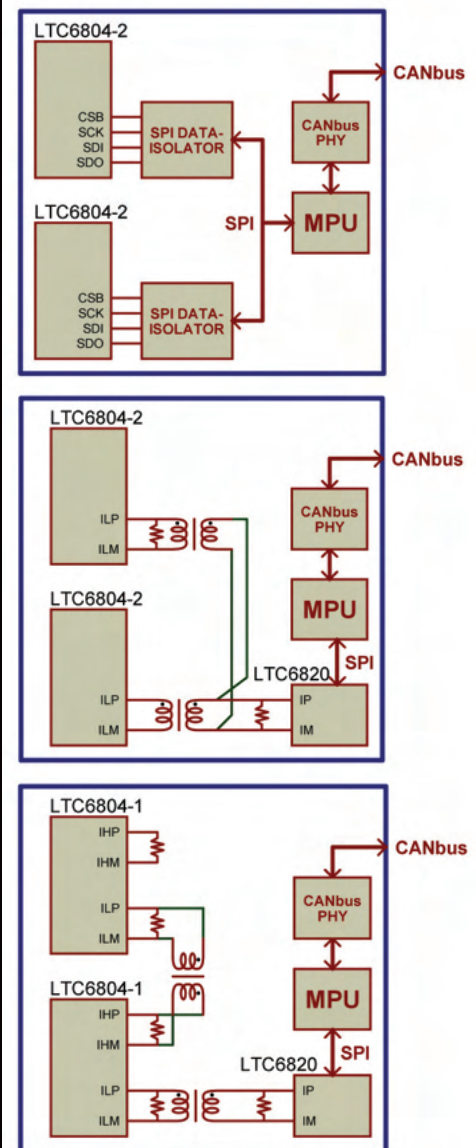 LTC6804-2
CSB
SCK
SDI
SDO
SPI DATA-
ISOLATOR
LTC6804-2
CSB
SCK
SDI
SDO
SPI DATA-
ISOLATOR
SPI
CANbus
CANbus
PHY
MPU
LTC6804-2
ILP
ILM
LTC6804-2
ILP
ILM
CANbus
CANbus
PHY
MPU
SPI
LTC6820
IP
IM
LTC6804-1
IHP
IHM
ILP
ILM
LTC6804-1
IHP
IHM
ILP
ILM
CANbus
CANbus
PHY
MPU
SPI
LTC6820
IP
IM